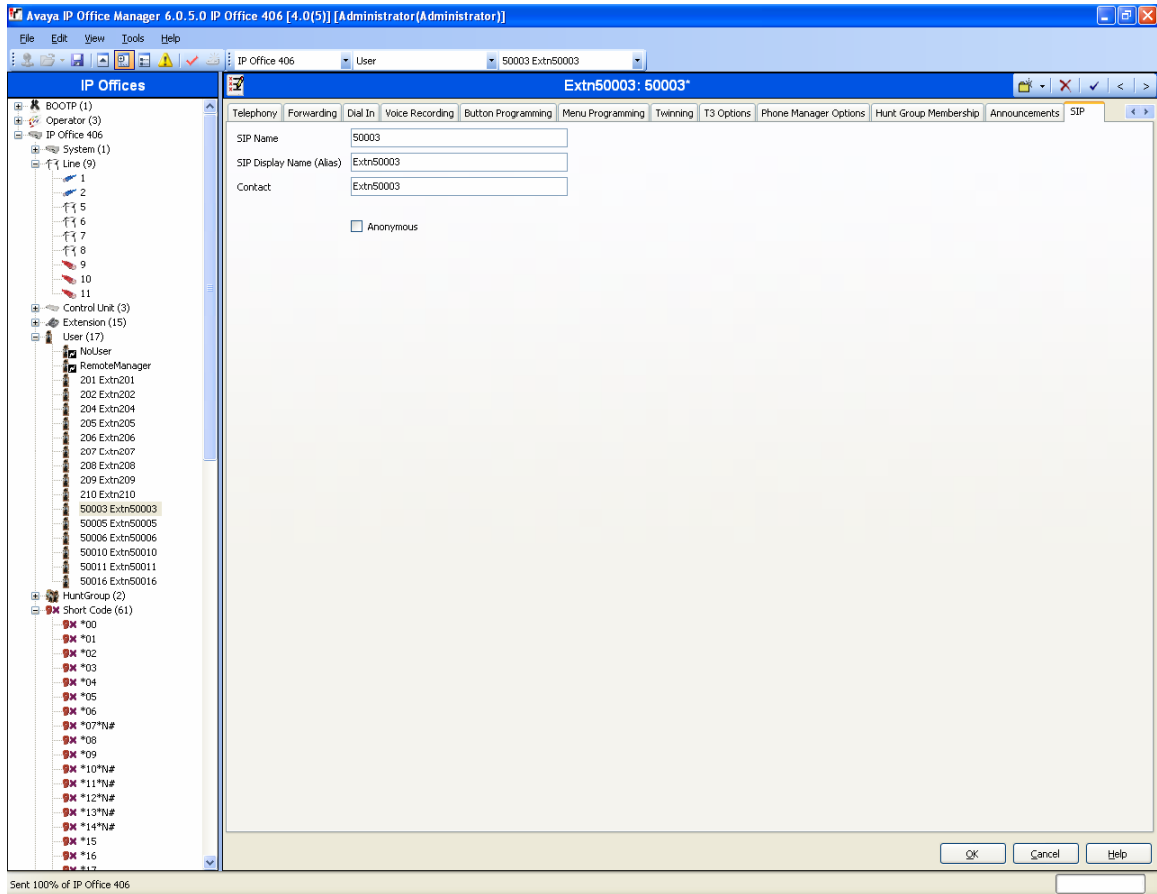 Avaya IP Office Manager 6.0.5.0 IP Office 406 [4.0(5)] [Administrator(Administrator)]
File Edit View Tools Help
IP Office 406 User 50003 Extn50003
IP Offices
Extn50003: 50003*
BOOTP (1)
Operator (3)
IP Office 406
System (1)
Line (9)
1
2
5
6
7
8
9
10
11
Control Unit (3)
Extension (15)
User (17)
NoUser
RemoteManager
201 Extn201
202 Extn202
204 Extn204
205 Extn205
206 Extn206
207 Extn207
208 Extn208
209 Extn209
210 Extn210
50003 Extn50003
50005 Extn50005
50006 Extn50006
50010 Extn50010
50011 Extn50011
50016 Extn50016
HuntGroup (2)
Short Code (61)
*00
*01
*02
*03
*04
*05
*06
*07*N#
*08
*09
*10*N#
*11*N#
*12*N#
*13*N#
*14*N#
*15
*16
*17
Telephony Forwarding Dial In Voice Recording Button Programming Menu Programming Twinning T3 Options Phone Manager Options Hunt Group Membership Announcements SIP
SIP Name 50003
SIP Display Name (Alias) Extn50003
Contact Extn50003
Anonymous
OK Cancel Help
Sent 100% of IP Office 406